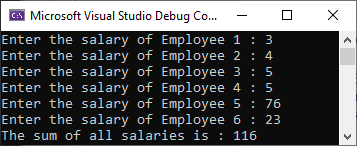 Microsoft Visual Studio Debug Co...
Enter the salary of Employee 1 : 3
Enter the salary of Employee 2 : 4
Enter the salary of Employee 3 : 5
Enter the salary of Employee 4 : 5
Enter the salary of Employee 5 : 76
Enter the salary of Employee 6 : 23
The sum of all salaries is : 116